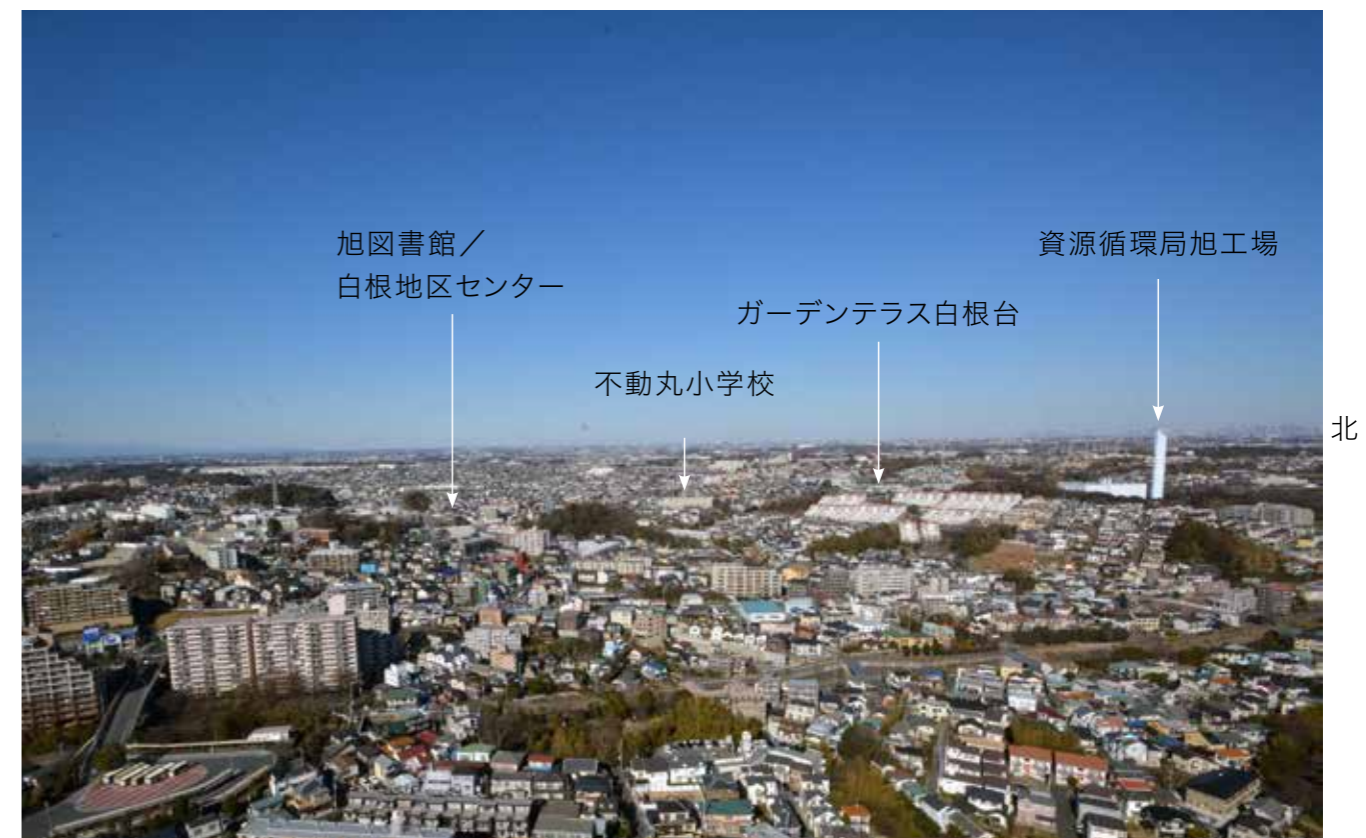 旭図書館／
白根地区センター
不動丸小学校
ガーデンテラス白根台
資源循環局旭工場
北